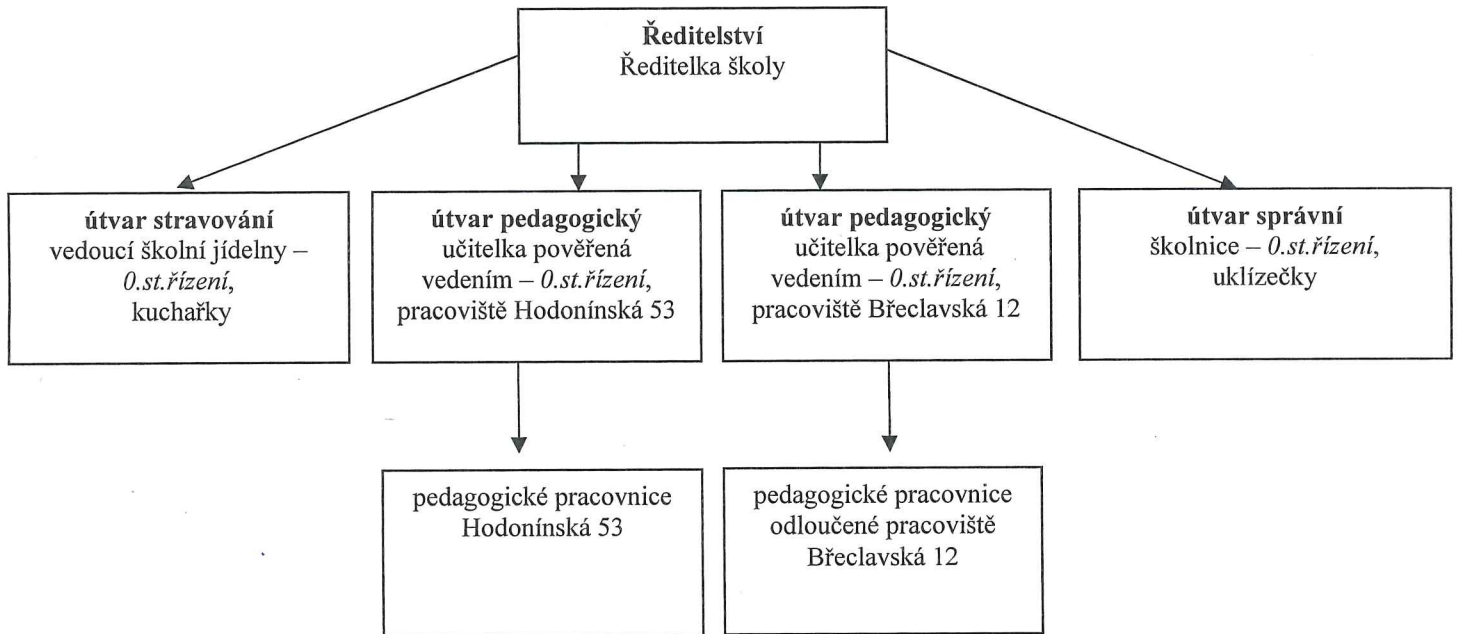 Ředitelství
Ředitelka školy
útvar stravování
vedoucí školní jídelny –
0.st.řízení,
kuchařky
útvar pedagogický
učitelka pověřená
vedením – 0.st.řízení,
pracoviště Hodonínská 53
útvar pedagogický
učitelka pověřená
vedením – 0.st.řízení,
pracoviště Břeclavská 12
útvar správní
školnice – 0.st.řízení,
uklízečky
pedagogické pracovnice
Hodonínská 53
pedagogické pracovnice
odloučené pracoviště
Břeclavská 12